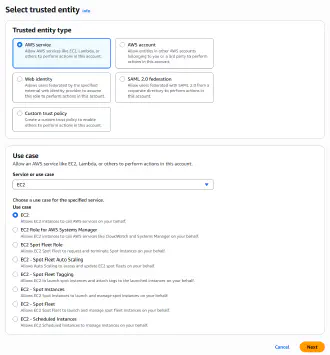 Select trusted entity Info
Trusted entity type
AWS service
Allow AWS services like EC2, Lambda, or
others to perform actions in this account.
AWS account
Allow entities in other AWS accounts
belonging to you or a 3rd party to perform
actions in this account.
Web identity
Allows users federated by the specified
external web identity provider to assume
this role to perform actions in this account.
SAML 2.0 federation
Allow users federated with SAML 2.0 from a
corporate directory to perform actions in
this account.
Custom trust policy
Create a custom trust policy to enable
others to perform actions in this account.
Use case
Allow an AWS service like EC2, Lambda, or others to perform actions in this account.
Service or use case
EC2
Choose a use case for the specified service.
Use case
EC2
Allows EC2 instances to call AWS services on your behalf.
EC2 Role for AWS Systems Manager
Allows EC2 instances to call AWS services like CloudWatch and Systems Manager on your behalf.
EC2 Spot Fleet Role
Allows EC2 Spot Fleet to request and terminate Spot Instances on your behalf.
EC2 - Spot Fleet Auto Scaling
Allows Auto Scaling to access and update EC2 spot fleets on your behalf.
EC2 - Spot Fleet Tagging
Allows EC2 to launch spot instances and attach tags to the launched instances on your behalf.
EC2 - Spot Instances
Allows EC2 Spot Instances to launch and manage spot instances on your behalf.
EC2 - Spot Fleet
Allows EC2 Spot Fleet to launch and manage spot fleet instances on your behalf.
EC2 - Scheduled Instances
Allows EC2 Scheduled Instances to manage instances on your behalf.
Cancel
Next